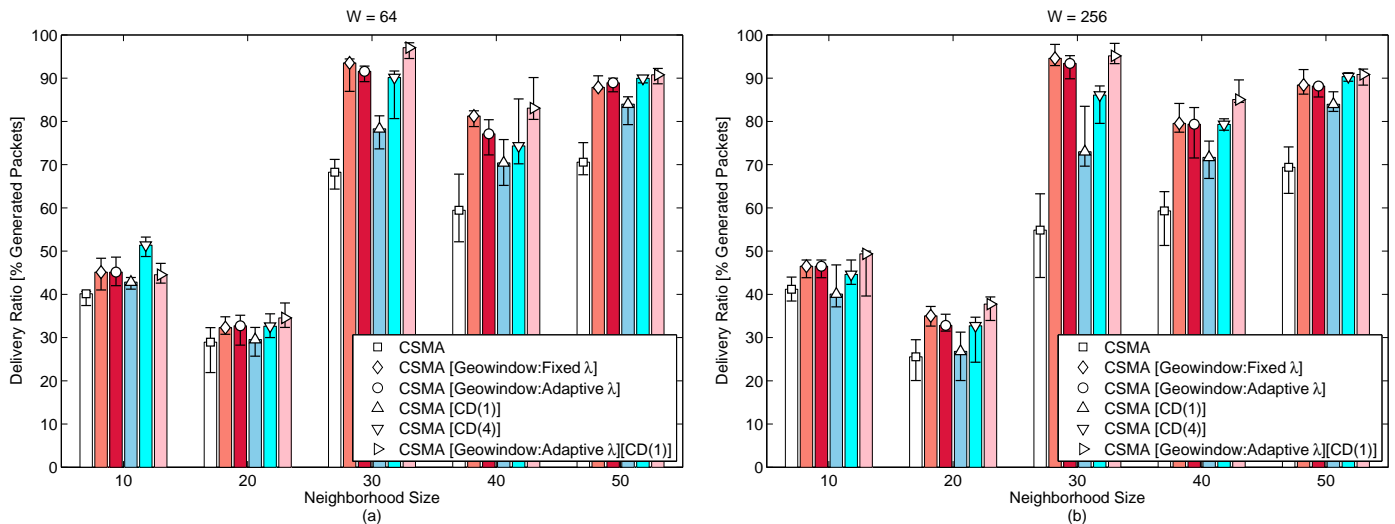 W = 64
Delivery Ratio [% Generated Packets]
100
90
80
70
60
50
40
30
20
10
0
CSMA
CSMA [Geowindow:Fixed λ]
CSMA [Geowindow:Adaptive λ]
CSMA [CD(1)]
CSMA [CD(4)]
CSMA [Geowindow:Adaptive λ][CD(1)]
10 20 30 40 50
Neighborhood Size
(a)
W = 256
Delivery Ratio [% Generated Packets]
100
90
80
70
60
50
40
30
20
10
0
CSMA
CSMA [Geowindow:Fixed λ]
CSMA [Geowindow:Adaptive λ]
CSMA [CD(1)]
CSMA [CD(4)]
CSMA [Geowindow:Adaptive λ][CD(1)]
10 20 30 40 50
Neighborhood Size
(b)